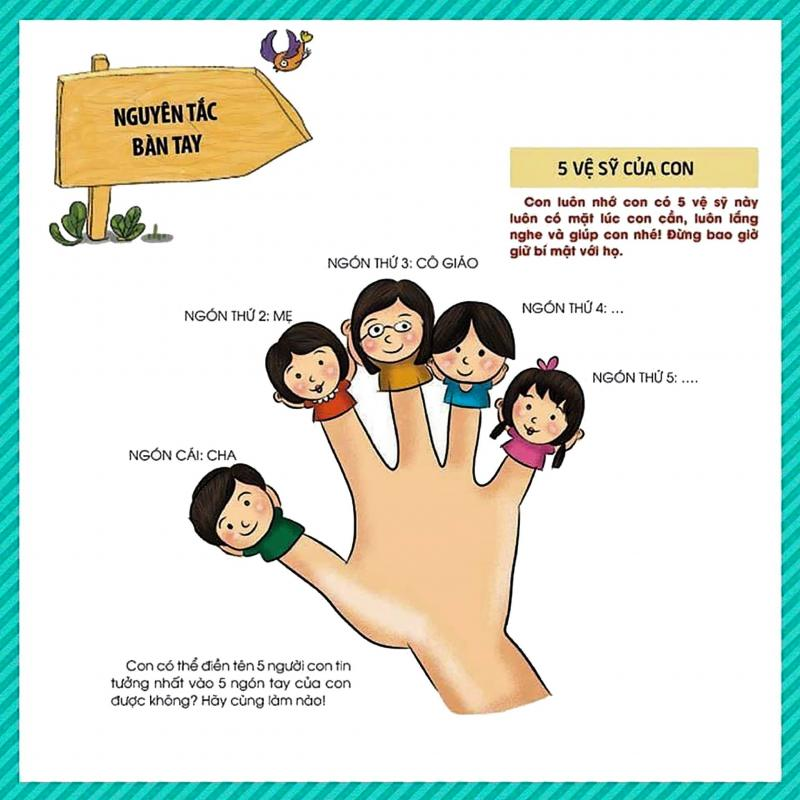 NGUYÊN TẮC
BÀN TAY
5 VỆ SỸ CỦA CON
Con luôn nhớ con có 5 vệ sỹ này
luôn có mặt lúc con cần, luôn lắng
nghe và giúp con nhé! Đừng bao giờ
giữ bí mật với họ.
NGÓN THỨ 3: CÔ GIÁO
NGÓN THỨ 2: MẸ
NGÓN THỨ 4: ...
NGÓN THỨ 5: ....
NGÓN CÁI: CHA
Con có thể điền tên 5 người con tin
tưởng nhất vào 5 ngón tay của con
được không? Hãy cùng làm nào!